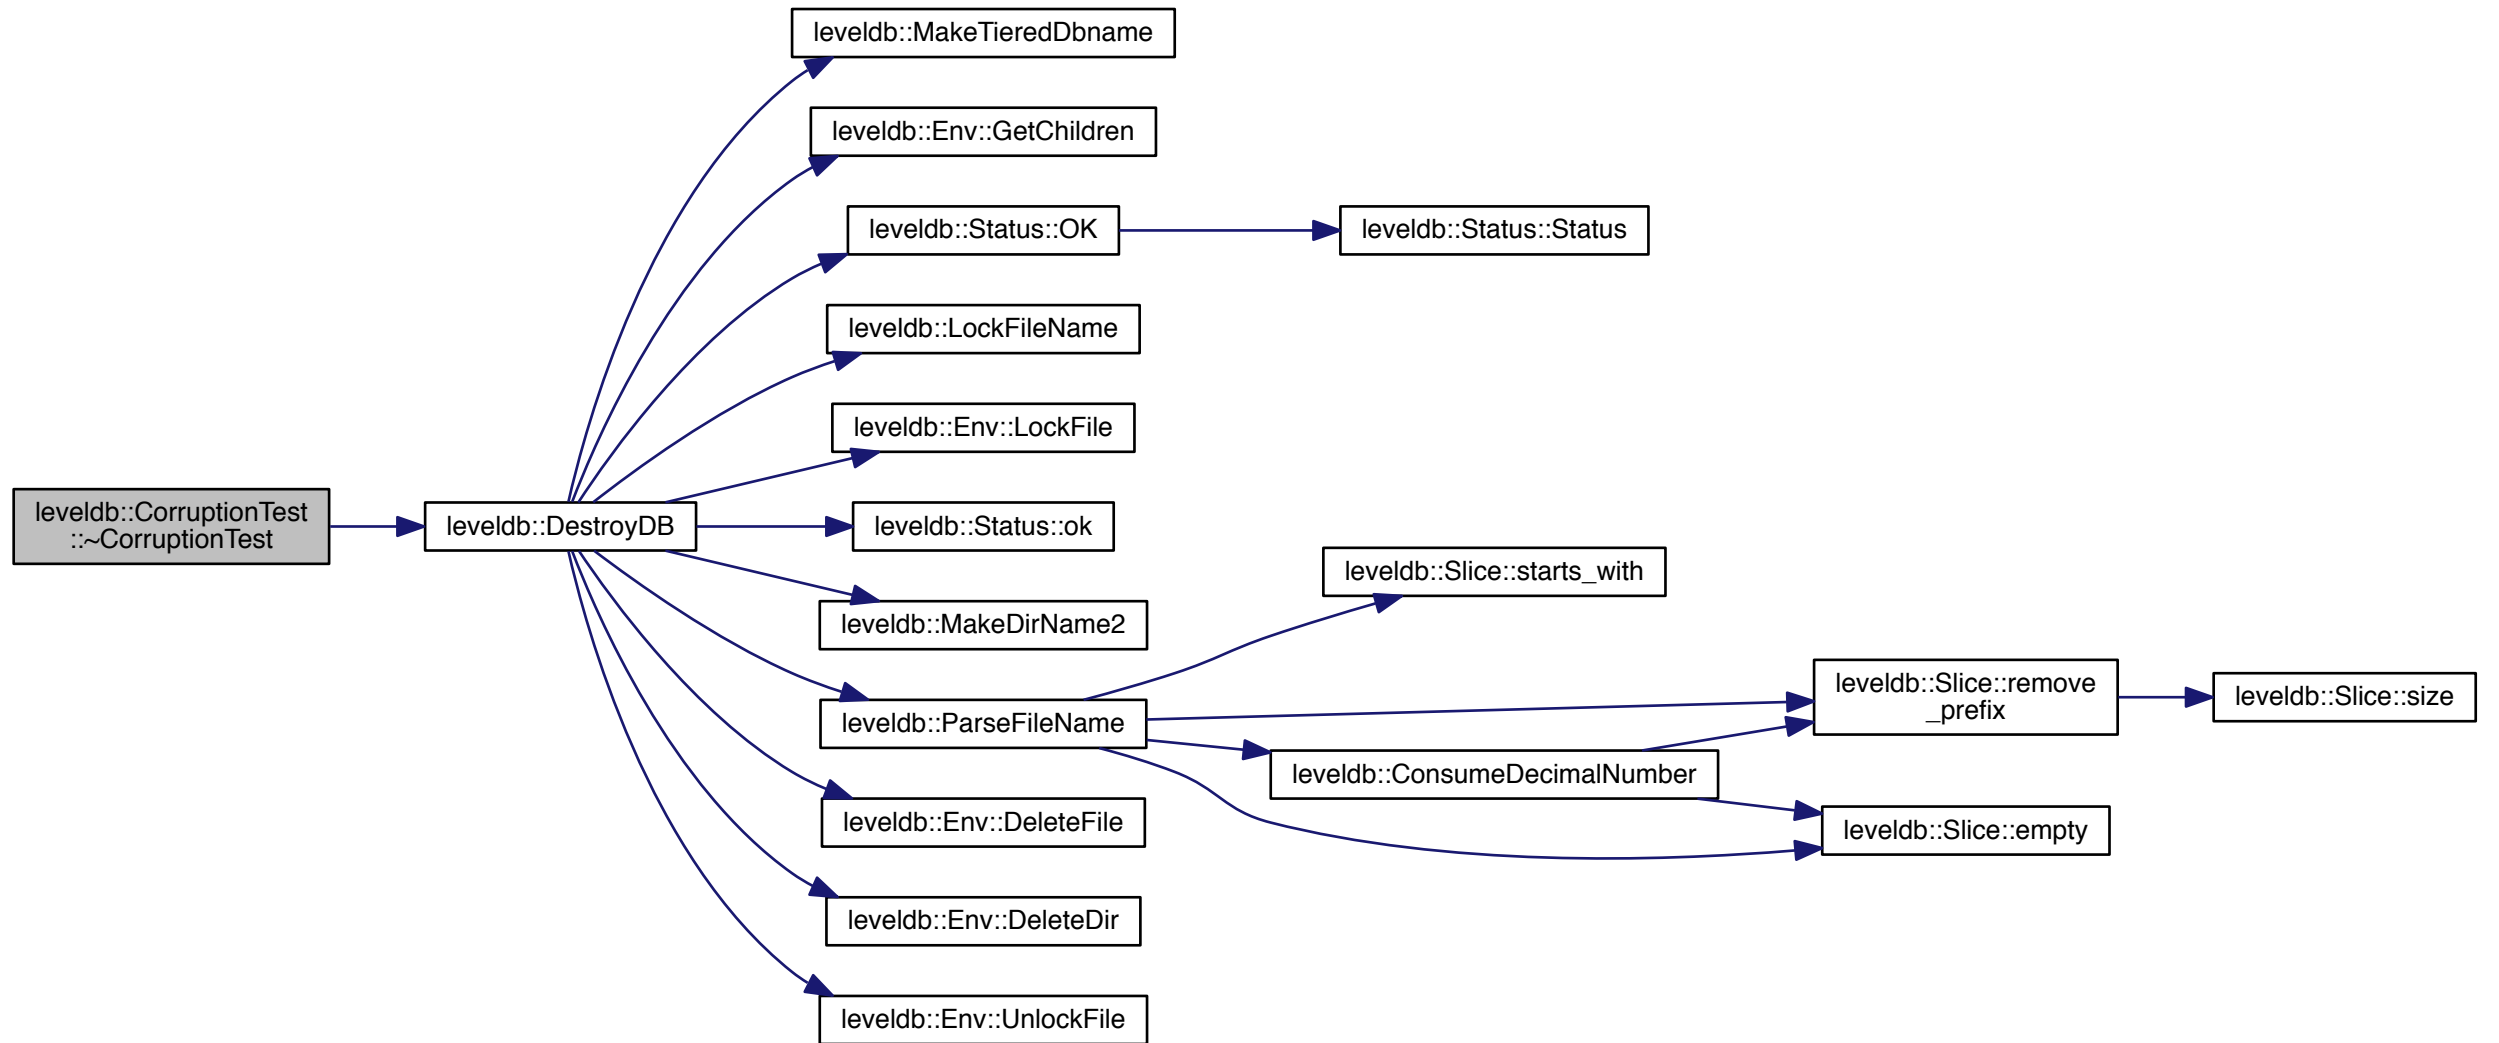 leveldb::MakeTieredDbname
leveldb::Env::GetChildren
leveldb::Status::OK
leveldb::Status::Status
leveldb::LockFileName
leveldb::Env::LockFile
leveldb::CorruptionTest
::~CorruptionTest
leveldb::DestroyDB
leveldb::Status::ok
leveldb::Slice::starts_with
leveldb::MakeDirName2
leveldb::Slice::remove
_prefix
leveldb::Slice::size
leveldb::ParseFileName
leveldb::ConsumeDecimalNumber
leveldb::Env::DeleteFile
leveldb::Slice::empty
leveldb::Env::DeleteDir
leveldb::Env::UnlockFile